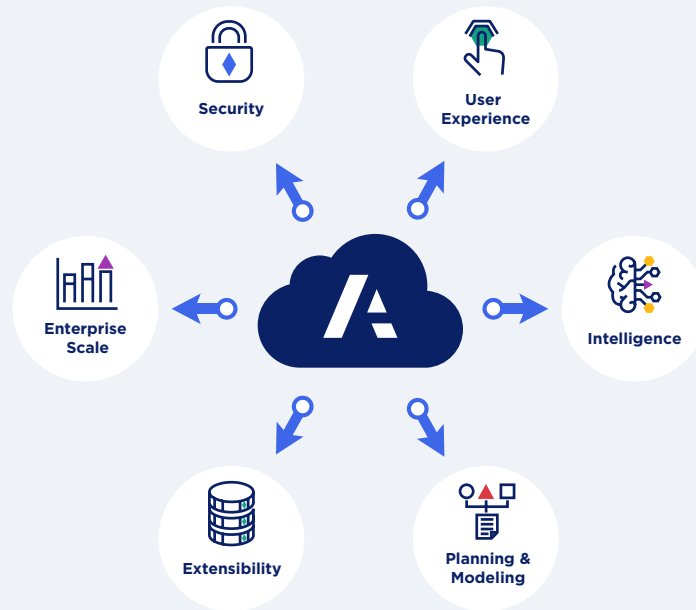 Security
User
Experience
Enterprise
Scale
A
Intelligence
Extensibility
Planning &
Modeling